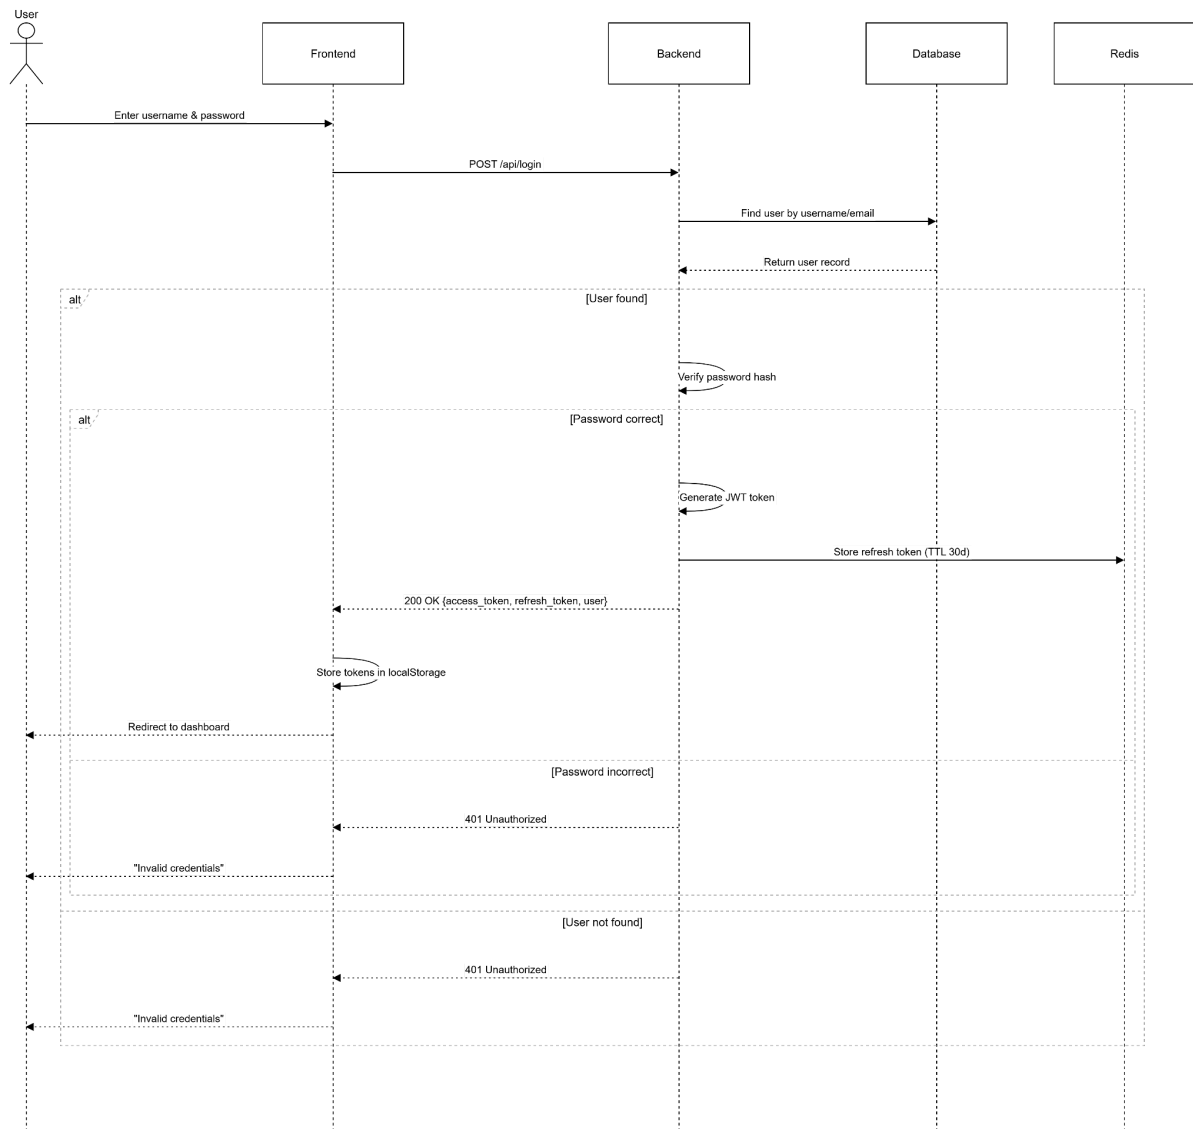 User
Frontend
Backend
Database
Redis
Enter username & password
POST /api/login
Find user by username/email
Return user record
alt
[User found]
Verify password hash
alt
[Password correct]
Generate JWT token
Store refresh token (TTL 30d)
200 OK {access_token, refresh_token, user}
Store tokens in localStorage
Redirect to dashboard
[Password incorrect]
401 Unauthorized
"Invalid credentials"
[User not found]
401 Unauthorized
"Invalid credentials"